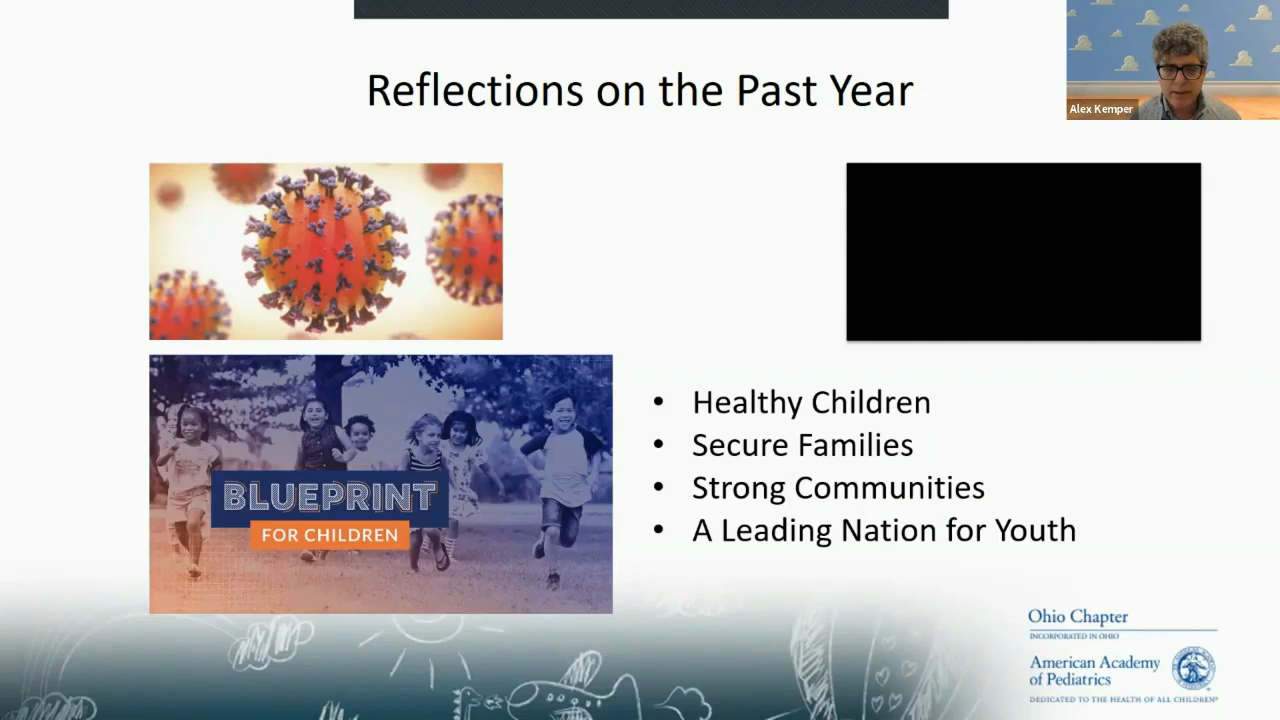 Reflections on the Past Year
Alex Kemper
BLUEPRINT
FOR CHILDREN
• Healthy Children
• Secure Families
• Strong Communities
• A Leading Nation for Youth
Ohio Chapter
INCORPORATED IN OHIO
American Academy
of Pediatrics
DEDICATED TO THE HEALTH OF ALL CHILDREN®